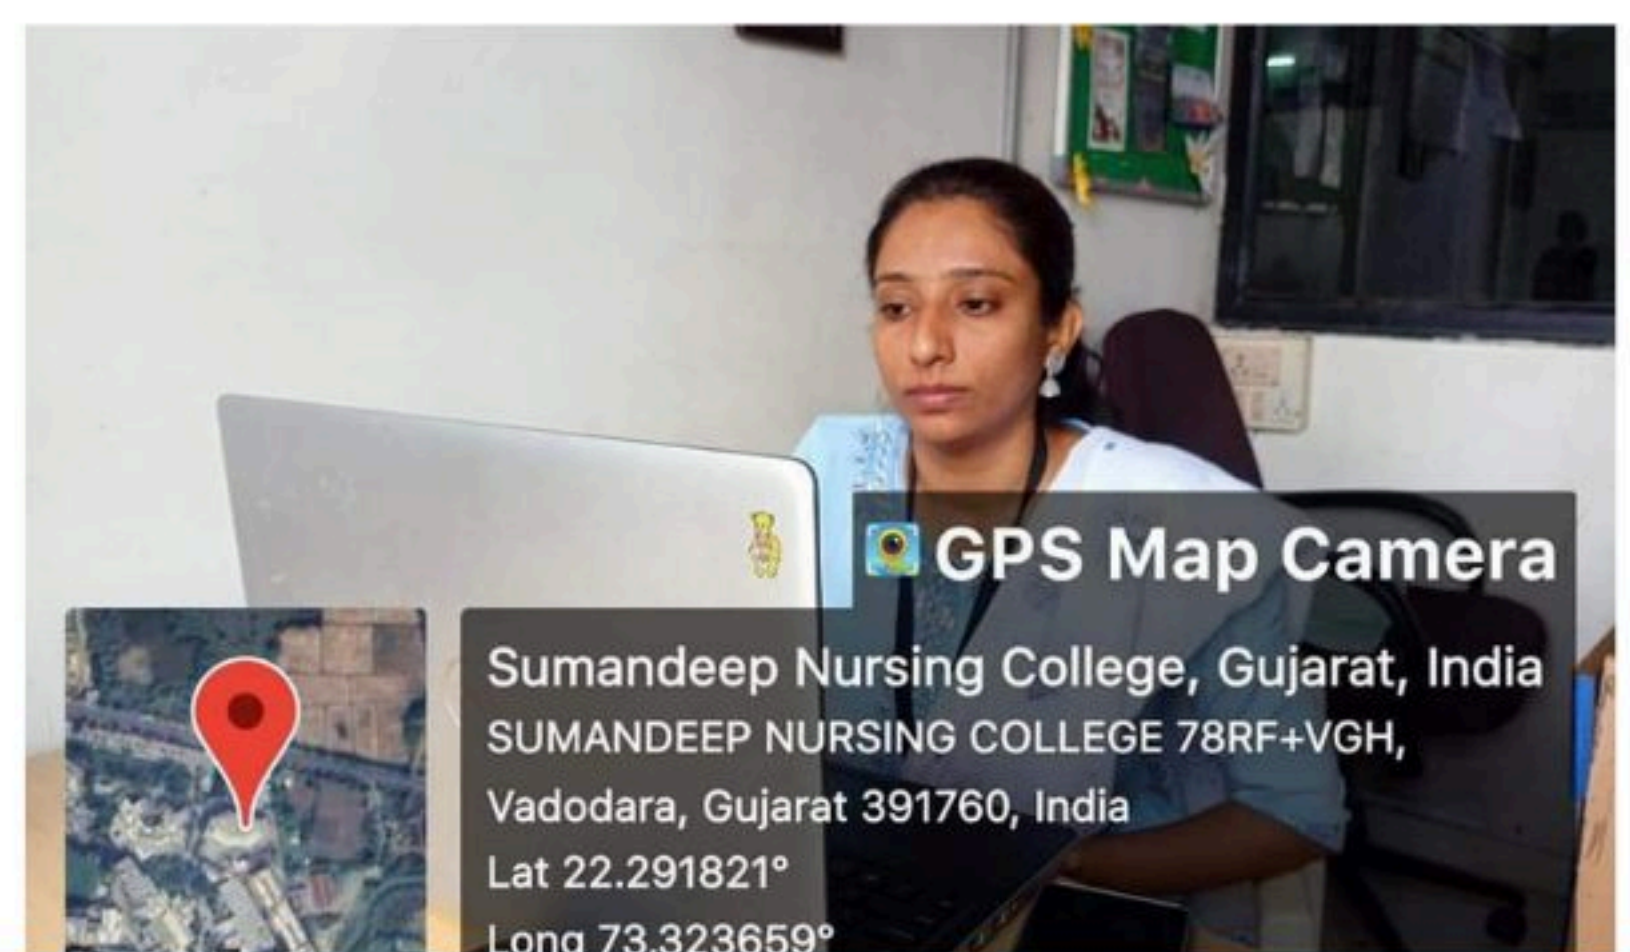 GPS Map Camera
Sumandeep Nursing College, Gujarat, India
SUMANDEEP NURSING COLLEGE 78RF+VGH,
Vadodara, Gujarat 391760, India
Lat 22.291821°
Long 73.323659°